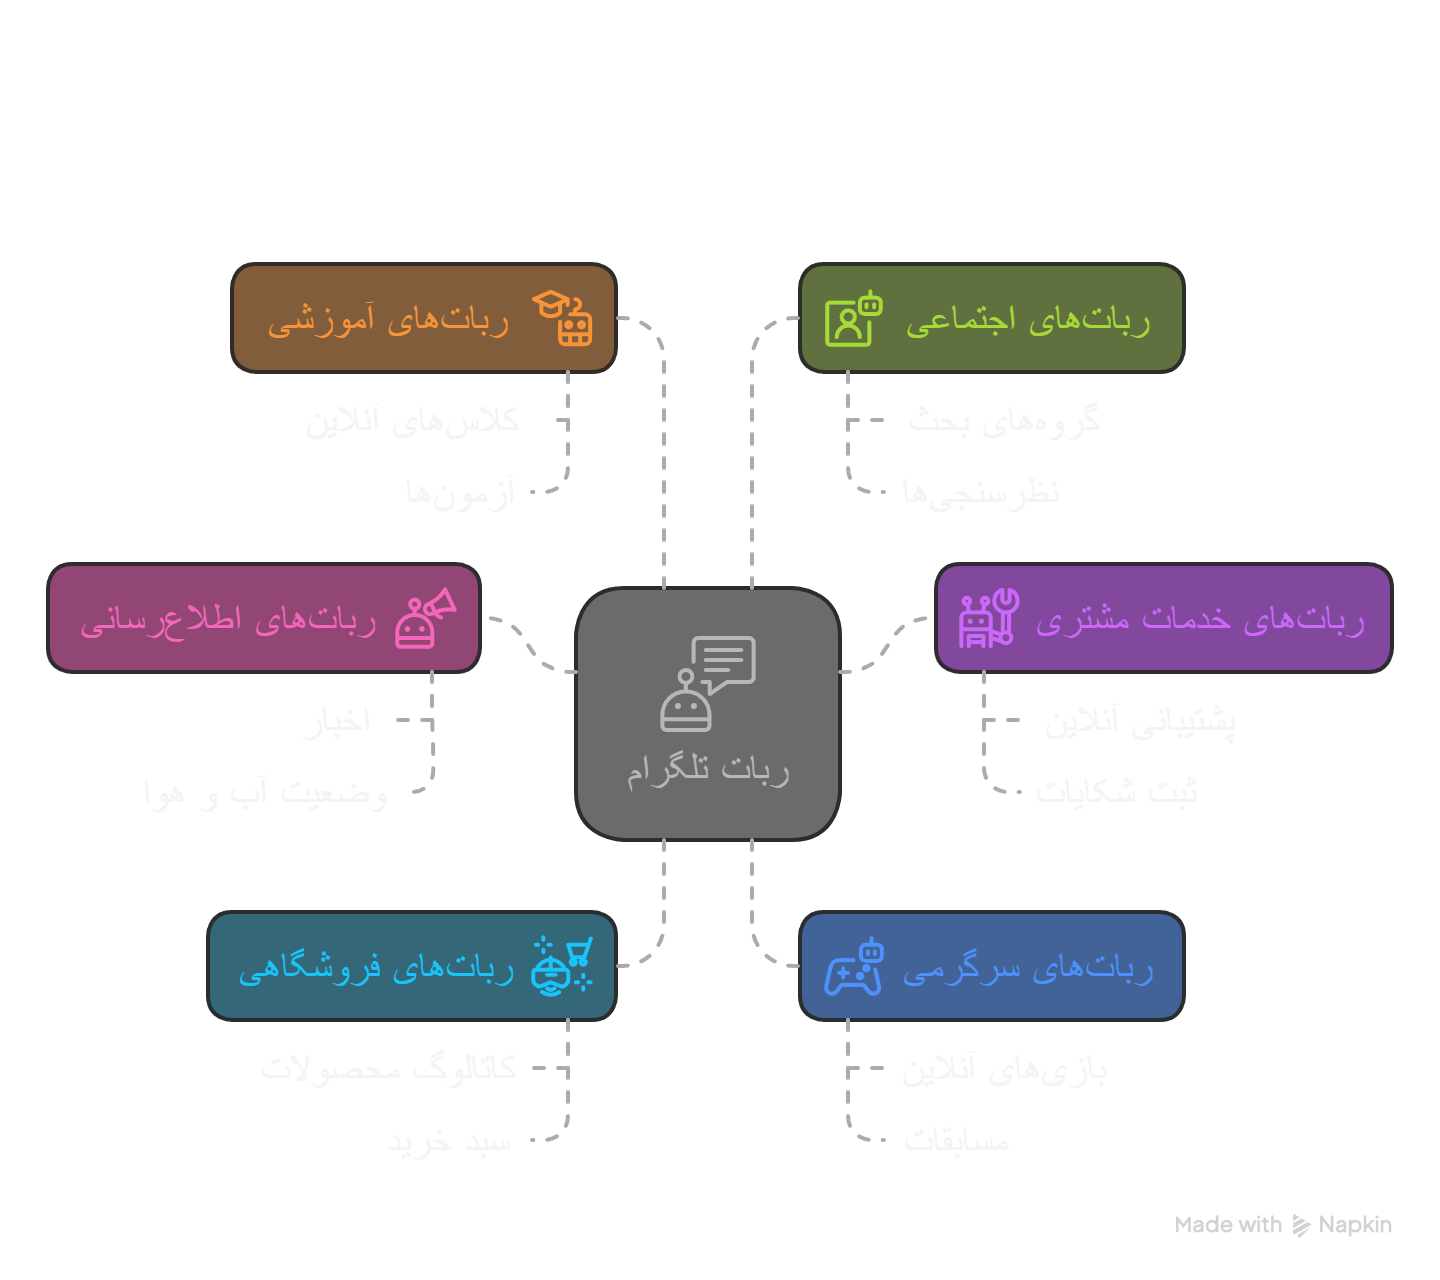 ربات‌های اجتماعی
گروه‌های بحث
نظرسنجی‌ها
ربات‌های آموزشی
کلاس‌های آنلاین
آزمون‌ها
ربات‌های خدمات مشتری
پشتیبانی آنلاین
ثبت شکایات
ربات تلگرام
ربات‌های اطلاع‌رسانی
اخبار
وضعیت آب و هوا
ربات‌های سرگرمی
بازی‌های آنلاین
مسابقات
ربات‌های فروشگاهی
کاتالوگ محصولات
سبد خرید
Made with Napkin